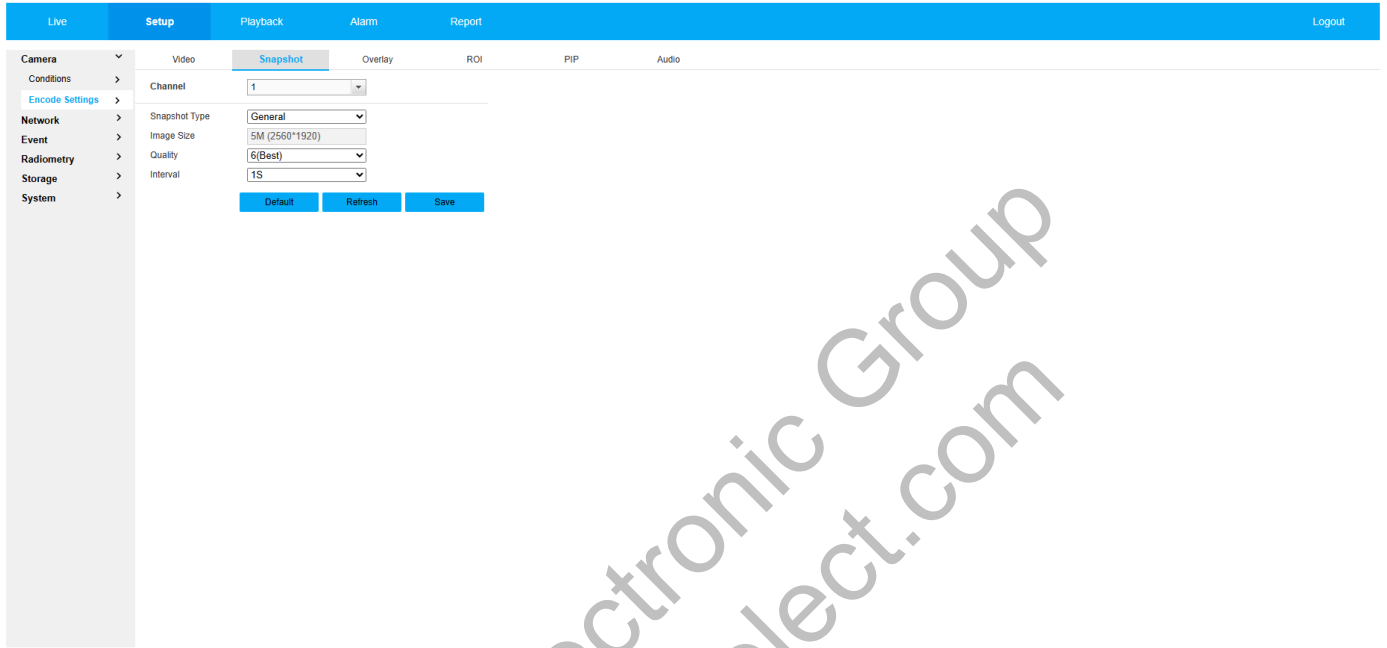 Live Setup Playback Alarm Report Logout
Camera Video Snapshot Overlay ROI PIP Audio
Conditions
Channel 1
Encode Settings
Network
Snapshot Type General
Event
Image Size 5M (2560*1920)
Radiometry
Quality 6(Best)
Storage
Interval 1S
System
Default Refresh Save
Group
.com